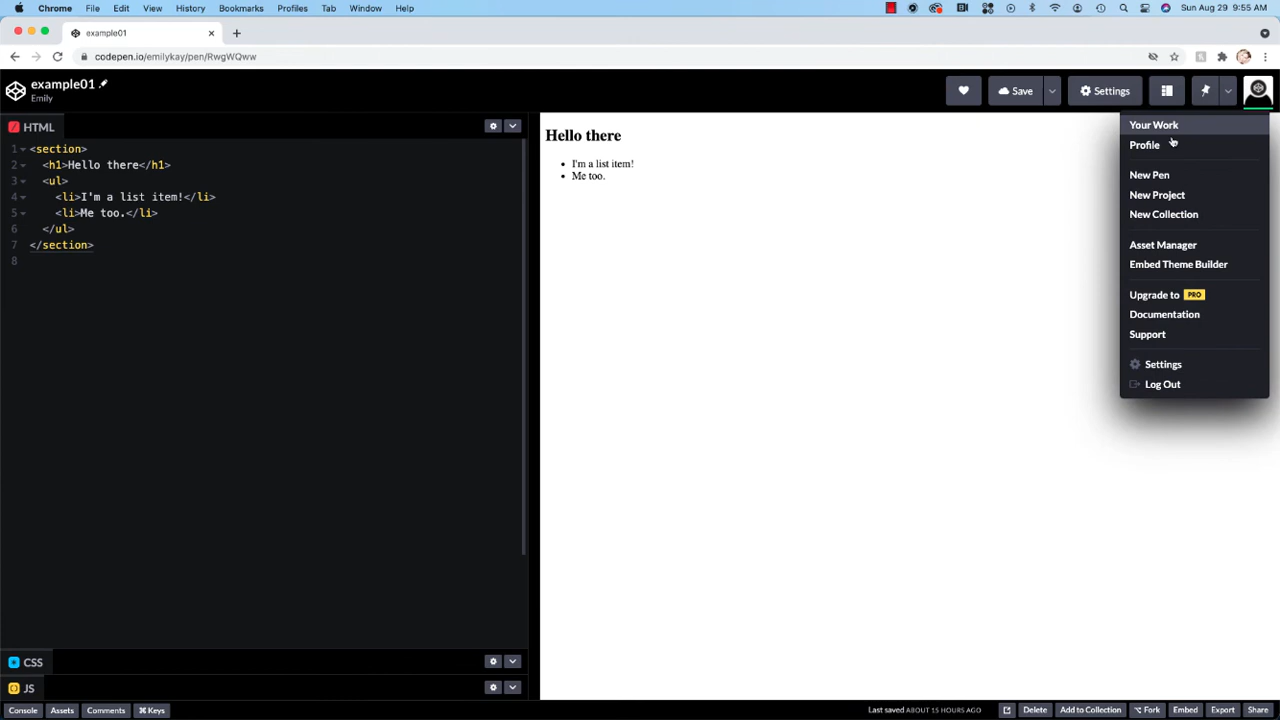 Chrome File Edit View History Bookmarks Profiles Tab Window Help Sun Aug 29 9:55 AM
example01
codepen.io/emilykay/pen/RwgWQww
example01
Emily
Save Settings
HTML
1 <section>
2 <h1>Hello there</h1>
3 <ul>
4 <li>I'm a list item!</li>
5 <li>Me too.</li>
6 </ul>
7 </section>
8
Hello there
• I'm a list item!
• Me too.
Your Work
Profile
New Pen
New Project
New Collection
Asset Manager
Embed Theme Builder
Upgrade to PRO
Documentation
Support
Settings
Log Out
CSS
JS
Console Assets Comments ⌘ Keys Last saved ABOUT 15 HOURS AGO Delete Add to Collection Fork Embed Export Share